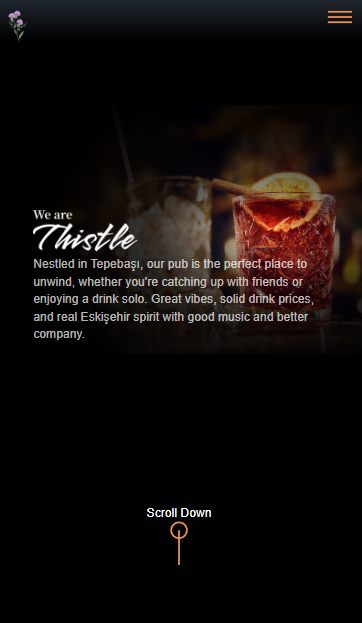 We are
Thistle
Nestled in Tepebaşı, our pub is the perfect place to
unwind, whether you're catching up with friends or
enjoying a drink solo. Great vibes, solid drink prices,
and real Eskişehir spirit with good music and better
company.
Scroll Down